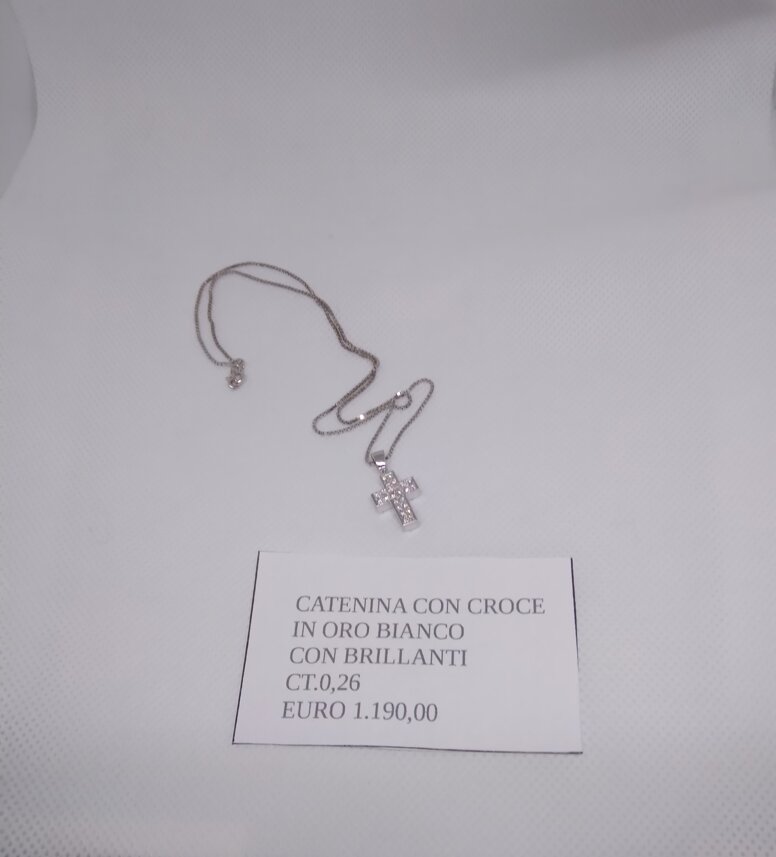 CATENINA CON CROCE
IN ORO BIANCO
CON BRILLANTI
CT.0,26
EURO 1.190,00